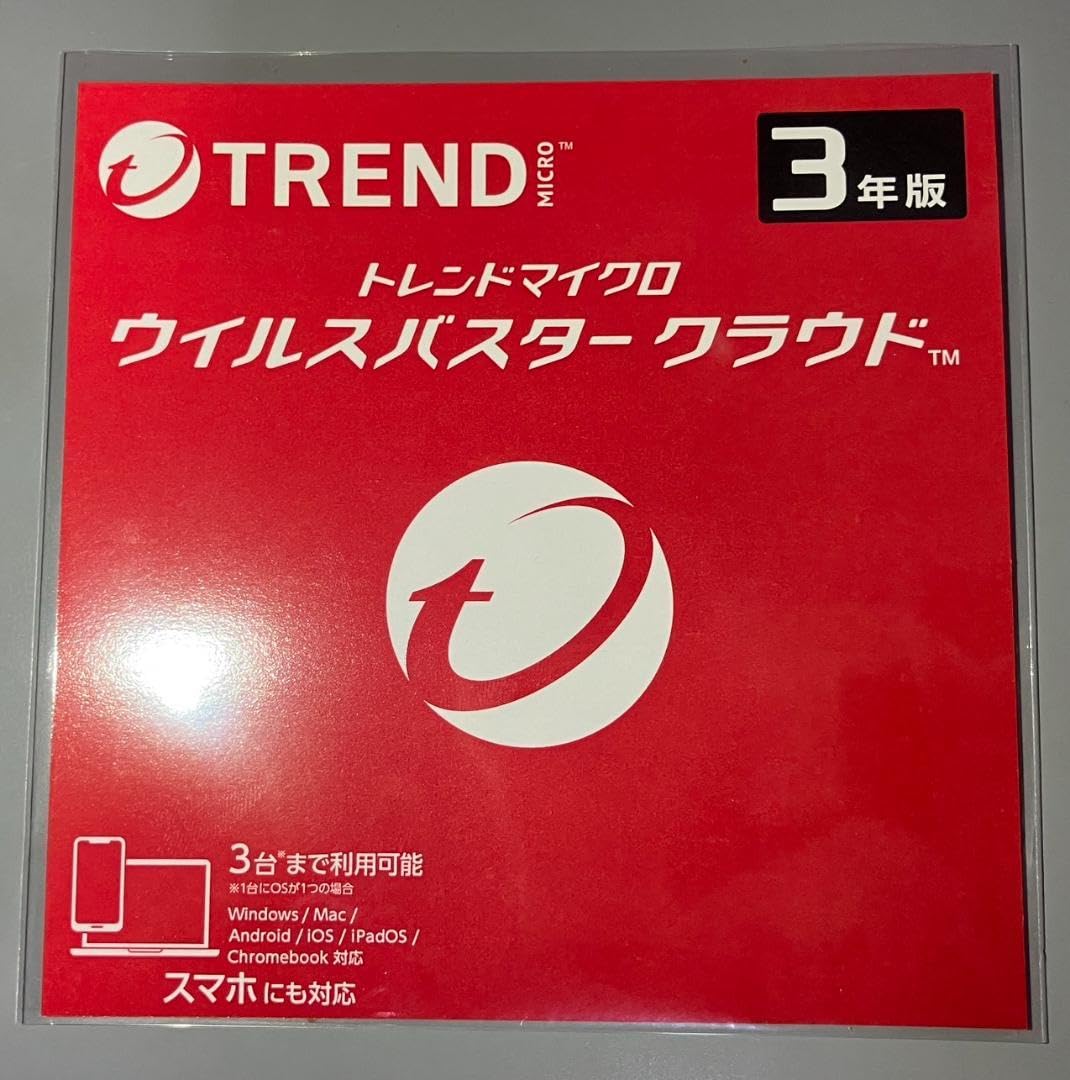 TREND MICRO™
3年版
トレンドマイクロ
ウイルスバスター クラウド™
3台※まで利用可能
※1台にOSが1つの場合
Windows / Mac /
Android / iOS / iPadOS /
Chromebook 対応
スマホにも対応